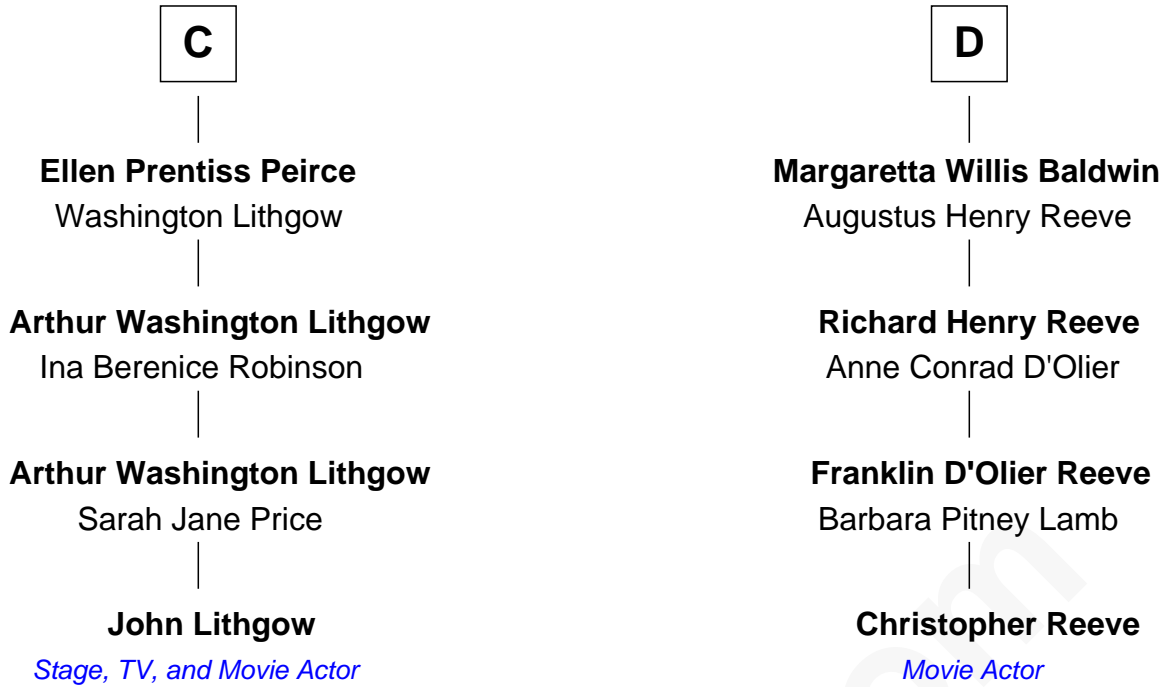 C
Ellen Prentiss Peirce
Washington Lithgow
Arthur Washington Lithgow
Ina Berenice Robinson
Arthur Washington Lithgow
Sarah Jane Price
John Lithgow
Stage, TV, and Movie Actor
D
Margaretta Willis Baldwin
Augustus Henry Reeve
Richard Henry Reeve
Anne Conrad D'Olier
Franklin D'Olier Reeve
Barbara Pitney Lamb
Christopher Reeve
Movie Actor